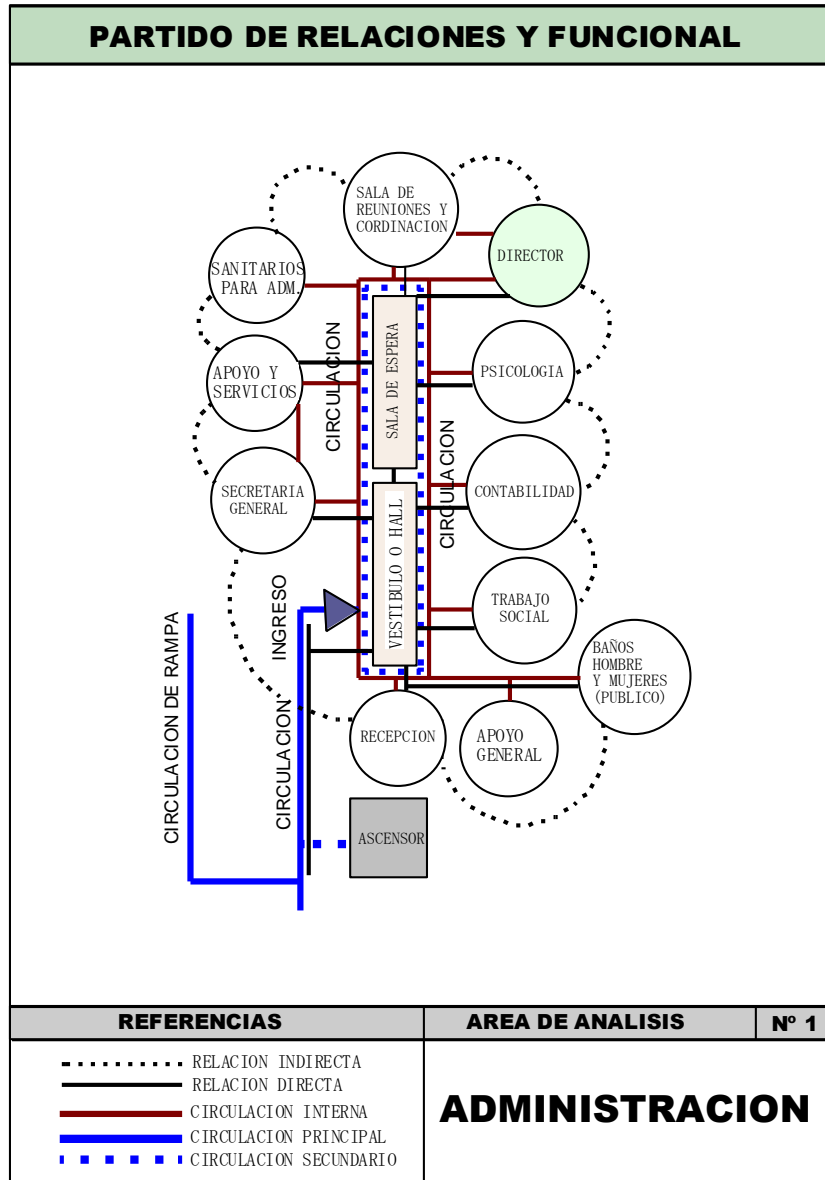 PARTIDO DE RELACIONES Y FUNCIONAL
SALA DE
REUNIONES Y
CORDINACION
DIRECTOR
SANITARIOS
PARA ADM.
CIRCULACION
SALA DE ESPERA
PSICOLOGIA
APOYO Y
SERVICIOS
CIRCULACION
SECRETARIA
GENERAL
CONTABILIDAD
VESTIBULO O HALL
INGRESO
TRABAJO
SOCIAL
BAÑOS
HOMBRE
Y MUJERES
(PUBLICO)
CIRCULACION DE RAMPA
CIRCULACION
RECEPCION
APOYO
GENERAL
ASCENSOR
REFERENCIAS
AREA DE ANALISIS
Nº 1
RELACION INDIRECTA
RELACION DIRECTA
CIRCULACION INTERNA
CIRCULACION PRINCIPAL
CIRCULACION SECUNDARIO
ADMINISTRACION